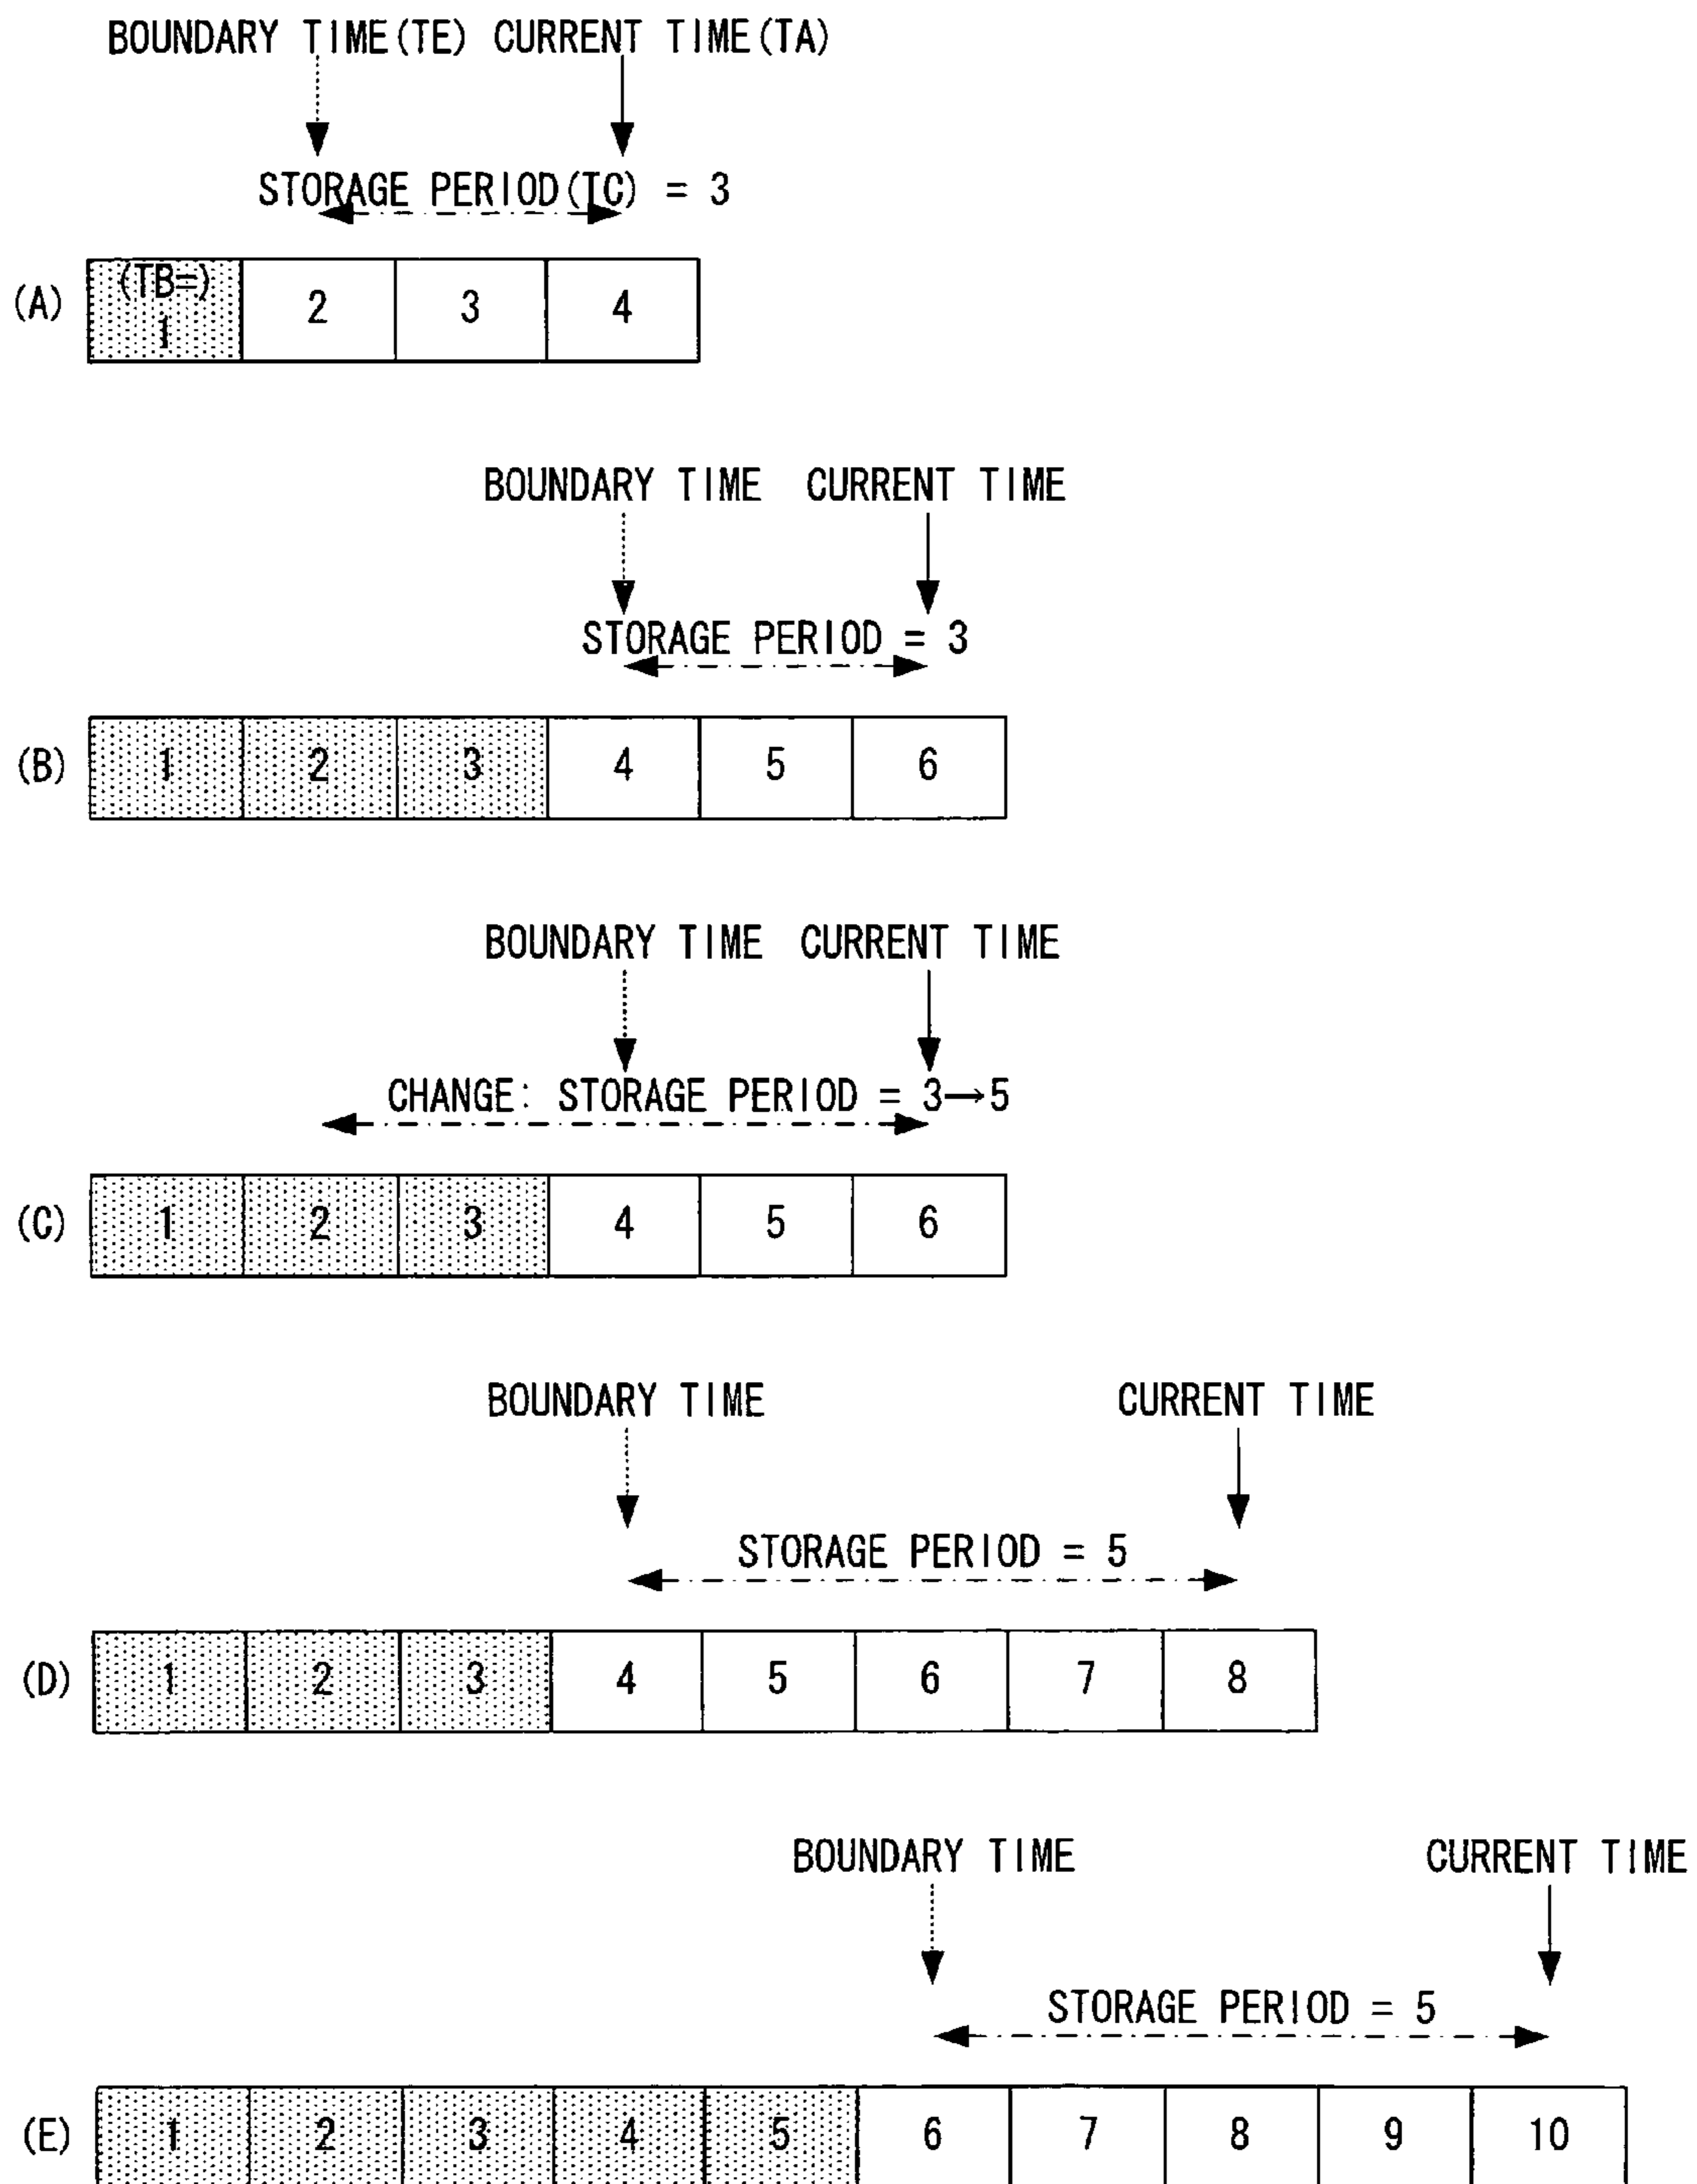 BOUNDARY TIME(TE) CURRENT TIME(TA)
STORAGE PERIOD(TC) = 3
(A) (TB=) 1 2 3 4
BOUNDARY TIME CURRENT TIME
STORAGE PERIOD = 3
(B) 1 2 3 4 5 6
BOUNDARY TIME CURRENT TIME
CHANGE: STORAGE PERIOD = 3→5
(C) 1 2 3 4 5 6
BOUNDARY TIME CURRENT TIME
STORAGE PERIOD = 5
(D) 1 2 3 4 5 6 7 8
BOUNDARY TIME CURRENT TIME
STORAGE PERIOD = 5
(E) 1 2 3 4 5 6 7 8 9 10